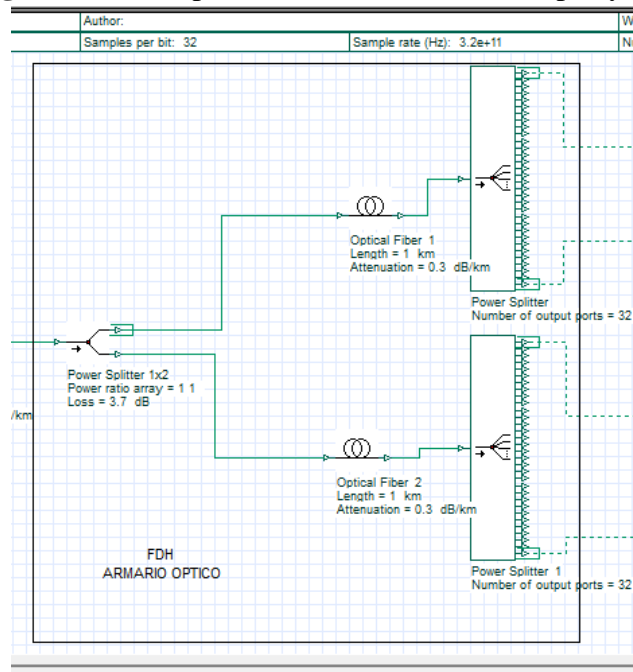 Author:
W
Samples per bit: 32
Sample rate (Hz): 3.2e+11
Optical Fiber 1
Length = 1 km
Attenuation = 0.3 dB/km
Power Splitter
Number of output ports = 32
Power Splitter 1x2
Power ratio array = 1 1
Loss = 3.7 dB
/km
Optical Fiber 2
Length = 1 km
Attenuation = 0.3 dB/km
Power Splitter 1
Number of output ports = 32
FDH
ARMARIO OPTICO